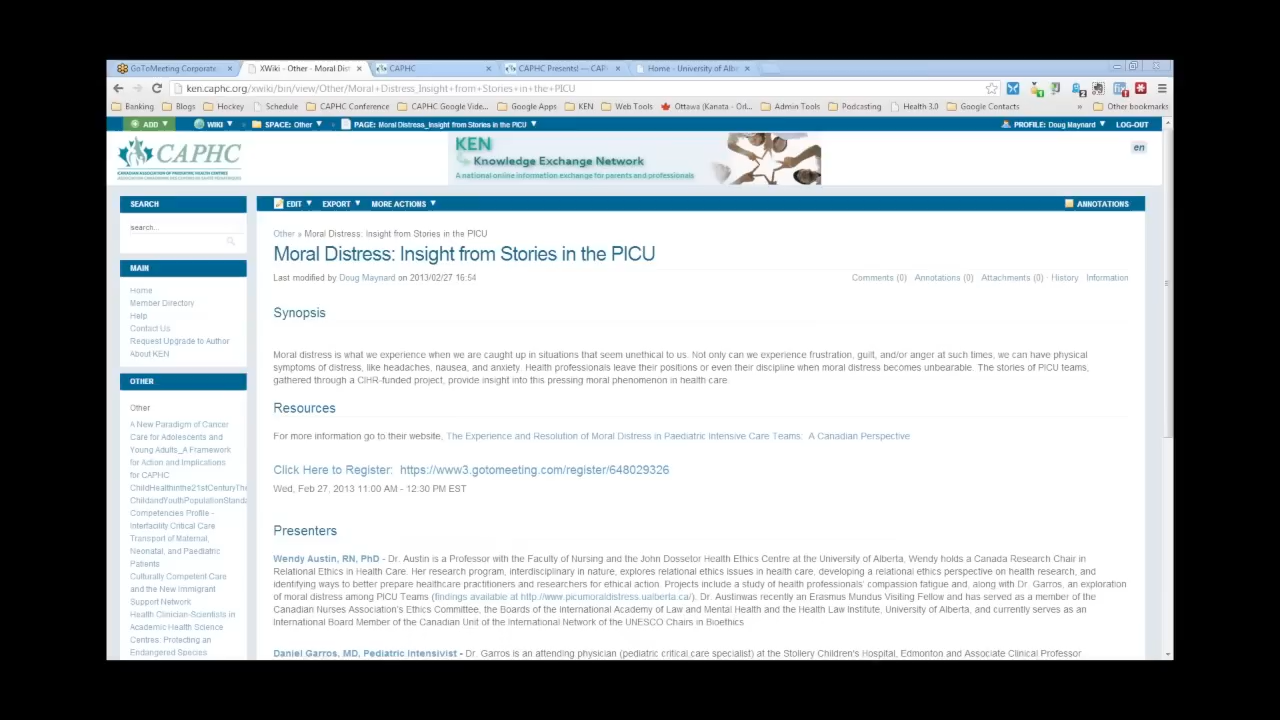 GoToMeeting Corporate
XWiki - Other - Moral Dist
CAPHC
CAPHC Presents! — CAP
Home - University of Albe
ken.caphc.org/xwiki/bin/view/Other/Moral+Distress_Insight+from+Stories+in+the+PICU
Banking Blogs Hockey Schedule CAPHC Conference CAPHC Google Vide... Google Apps KEN Web Tools Ottawa (Kanata - Orl... Admin Tools Podcasting Health 3.0 Google Contacts » Other bookmarks
ADD WIKI SPACE: Other PAGE: Moral Distress_Insight from Stories in the PICU PROFILE: Doug Maynard LOG-OUT
CAPHC
CANADIAN ASSOCIATION OF PAEDIATRIC HEALTH CENTRES
KEN
Knowledge Exchange Network
A national online information exchange for parents and professionals
en
SEARCH
search...
MAIN
Home
Member Directory
Help
Contact Us
Request Upgrade to Author
About KEN
OTHER
Other
A New Paradigm of Cancer
Care for Adolescents and
Young Adults_A Framework
for Action and Implications
for CAPHC
ChildHealthinthe21stCenturyThe
ChildandYouthPopulationStanda
Competencies Profile -
Interfacility Critical Care
Transport of Maternal,
Neonatal, and Paediatric
Patients
Culturally Competent Care
and the New Immigrant
Support Network
Health Clinician-Scientists in
Academic Health Science
Centres: Protecting an
Endangered Species
EDIT EXPORT MORE ACTIONS ANNOTATIONS
Other » Moral Distress: Insight from Stories in the PICU
Moral Distress: Insight from Stories in the PICU
Last modified by Doug Maynard on 2013/02/27 16:54
Comments (0) Annotations (0) Attachments (0) · History Information
Synopsis
Moral distress is what we experience when we are caught up in situations that seem unethical to us. Not only can we experience frustration, guilt, and/or anger at such times, we can have physical
symptoms of distress, like headaches, nausea, and anxiety. Health professionals leave their positions or even their discipline when moral distress becomes unbearable. The stories of PICU teams,
gathered through a CIHR-funded project, provide insight into this pressing moral phenomenon in health care.
Resources
For more information go to their website, The Experience and Resolution of Moral Distress in Paediatric Intensive Care Teams: A Canadian Perspective
Click Here to Register: https://www3.gotomeeting.com/register/648029326
Wed, Feb 27, 2013 11:00 AM - 12:30 PM EST
Presenters
Wendy Austin, RN, PhD - Dr. Austin is a Professor with the Faculty of Nursing and the John Dossetor Health Ethics Centre at the University of Alberta, Wendy holds a Canada Research Chair in
Relational Ethics in Health Care. Her research program, interdisciplinary in nature, explores relational ethics issues in health care, developing a relational ethics perspective on health research, and
identifying ways to better prepare healthcare practitioners and researchers for ethical action. Projects include a study of health professionals' compassion fatigue and, along with Dr. Garros, an exploration
of moral distress among PICU Teams (findings available at http://www.picumoraldistress.ualberta.ca/). Dr. Austinwas recently an Erasmus Mundus Visiting Fellow and has served as a member of the
Canadian Nurses Association's Ethics Committee, the Boards of the international Academy of Law and Mental Health and the Health Law Institute, University of Alberta, and currently serves as an
International Board Member of the Canadian Unit of the International Network of the UNESCO Chairs in Bioethics
Daniel Garros, MD, Pediatric Intensivist - Dr. Garros is an attending physician (pediatric critical care specialist) at the Stollery Children's Hospital, Edmonton and Associate Clinical Professor